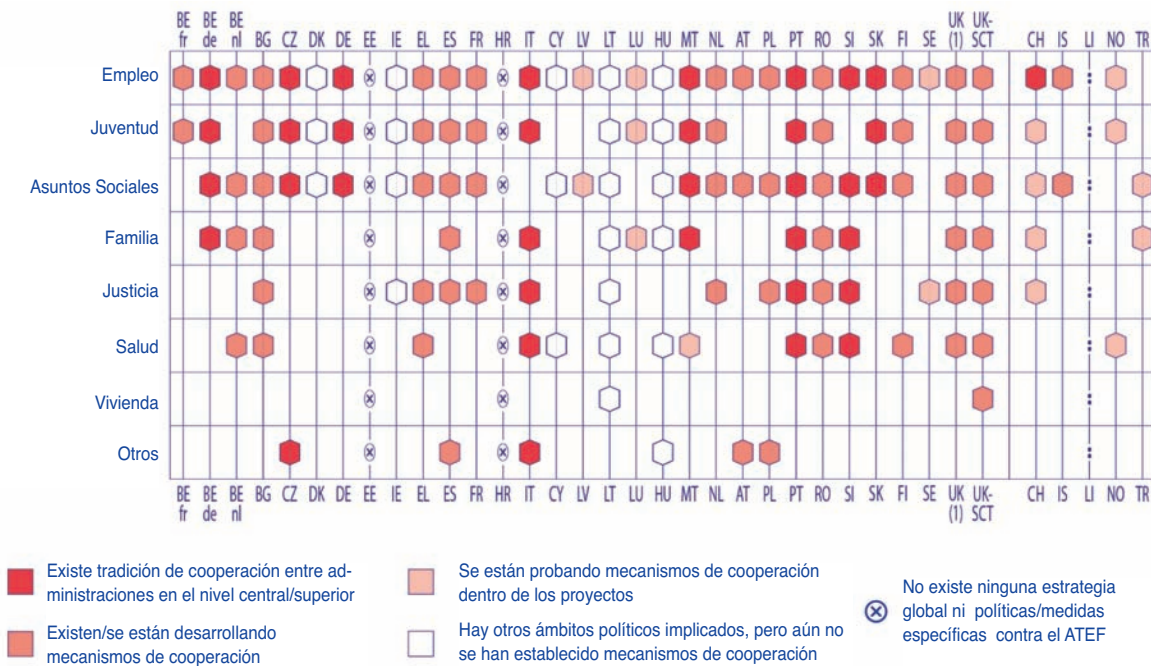 BE BE BE UK UK-
fr de nl BG CZ DK DE EE IE EL ES FR HR IT CY LV LT LU HU MT NL AT PL PT RO SI SK FI SE (1) SCT CH IS LI NO TR
Empleo
Juventud
Asuntos Sociales
Familia
Justicia
Salud
Vivienda
Otros
BE BE BE BG CZ DK DE EE IE EL ES FR HR IT CY LV LT LU HU MT NL AT PL PT RO SI SK FI SE UK UK- CH IS LI NO TR
fr de nl (1) SCT
Existe tradición de cooperación entre ad-
ministraciones en el nivel central/superior
Existen/se están desarrollando
mecanismos de cooperación
Se están probando mecanismos de cooperación
dentro de los proyectos
Hay otros ámbitos políticos implicados, pero aún no
se han establecido mecanismos de cooperación
No existe ninguna estrategia
global ni políticas/medidas
específicas contra el ATEF